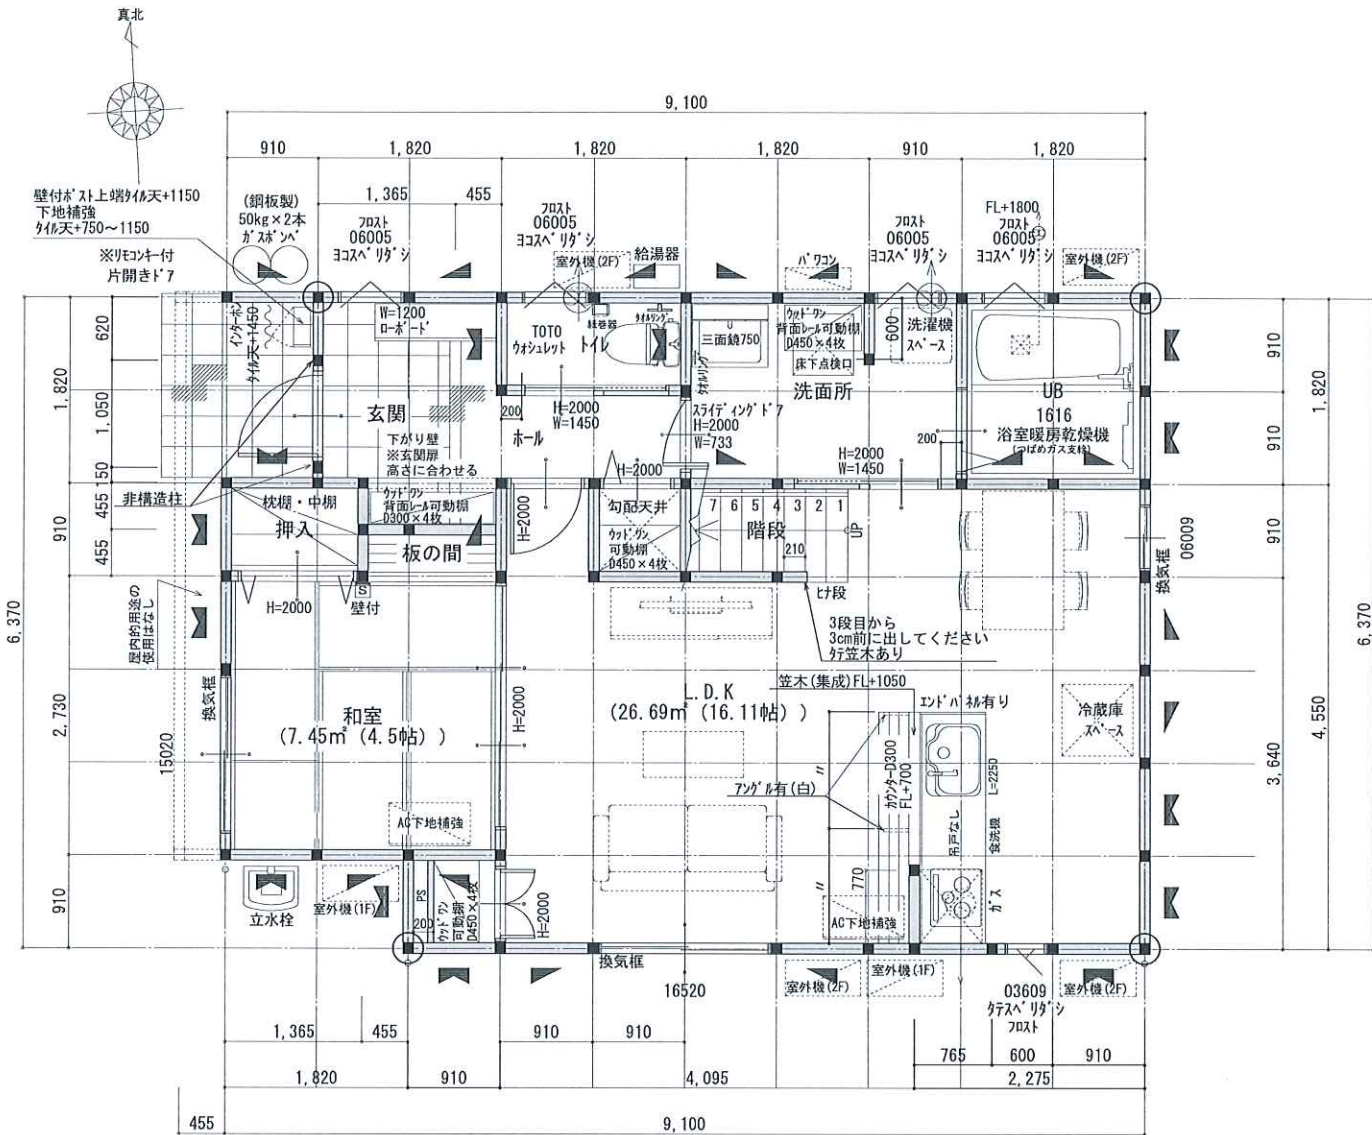 真北
9,100
910
1,820
1,820
1,820
910
1,820
1,365
455
壁付ポスト上端タイル天+1150
下地補強
タイル天+750～1150
※リモコンキー付
片開きドア
(鋼板製)
50kg×2本
ガスボンベ
フロスト
06005
ヨコスベリダシ
フロスト
06005
ヨコスベリダシ
室外機(2F)
給湯器
パワコン
フロスト
06005
ヨコスベリダシ
FL+1800
フロスト
06005
ヨコスベリダシ
室外機(2F)
インターホン
タイル天+1450
W=1200
ローボード
TOTO
ウォシュレット
トイレ
紙巻器
タオルリング
三面鏡750
タオルリング
ウッドワン
背面レール可動棚
D450×4枚
床下点検口
600
洗濯機
スペース
洗面所
UB
1616
浴室暖房乾燥機
(つばめガス支給)
玄関
下がり壁
※玄関扉
高さに合わせる
200
H=2000
W=1450
ホール
スライディングドア
H=2000
W=733
H=2000
H=2000
W=1450
200
非構造柱
枕棚・中棚
押入
ウッドワン
背面レール可動棚
D300×4枚
板の間
H=2000
勾配天井
ウッドワン
可動棚
D450×4枚
7 6 5 4 3 2 1
階段
UP
210
ヒナ段
06009
換気框
H=2000
S
壁付
屋内的用途の
使用はなし
3段目から
3cm前に出してください
タテ笠木あり
笠木(集成)FL+1050
エンドパネル有り
L.D.K
(26.69㎡(16.11帖))
和室
(7.45㎡(4.5帖))
H=2000
冷蔵庫
スペース
換気框
15020
アングル有(白)
〃
カウンターD300
FL+700
吊戸なし
L=2250
食洗機
AC下地補強
〃
770
AC下地補強
ガス
立水栓
室外機(1F)
PS
200
ウッドワン
可動棚
D450×4枚
H=2000
換気框
16520
室外機(2F)
室外機(1F)
03609
タテスベリダシ
フロスト
室外機(2F)
6,370
1,820
910
2,730
910
620
1,050
150
455
455
910
910
910
3,640
1,820
4,550
6,370
1,365
455
910
910
765
600
910
1,820
910
4,095
2,275
455
9,100